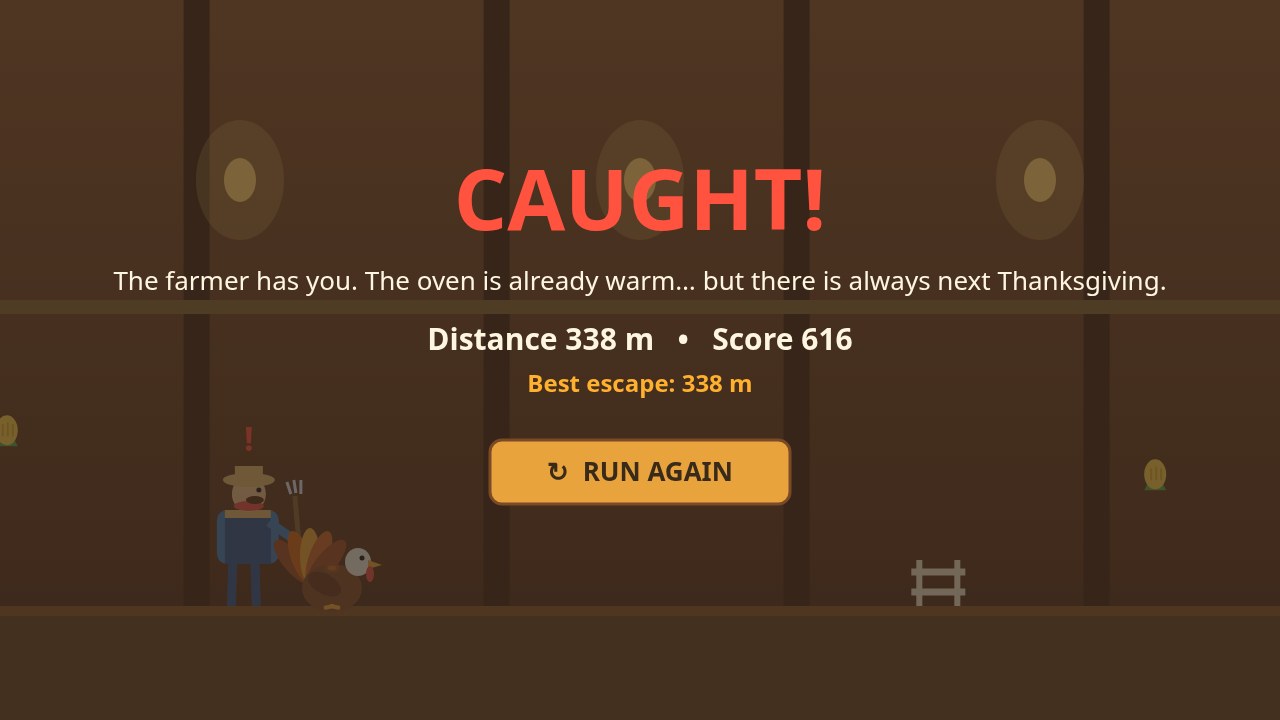 CAUGHT!
The farmer has you. The oven is already warm... but there is always next Thanksgiving.
Distance 338 m • Score 616
Best escape: 338 m
!
↻ RUN AGAIN